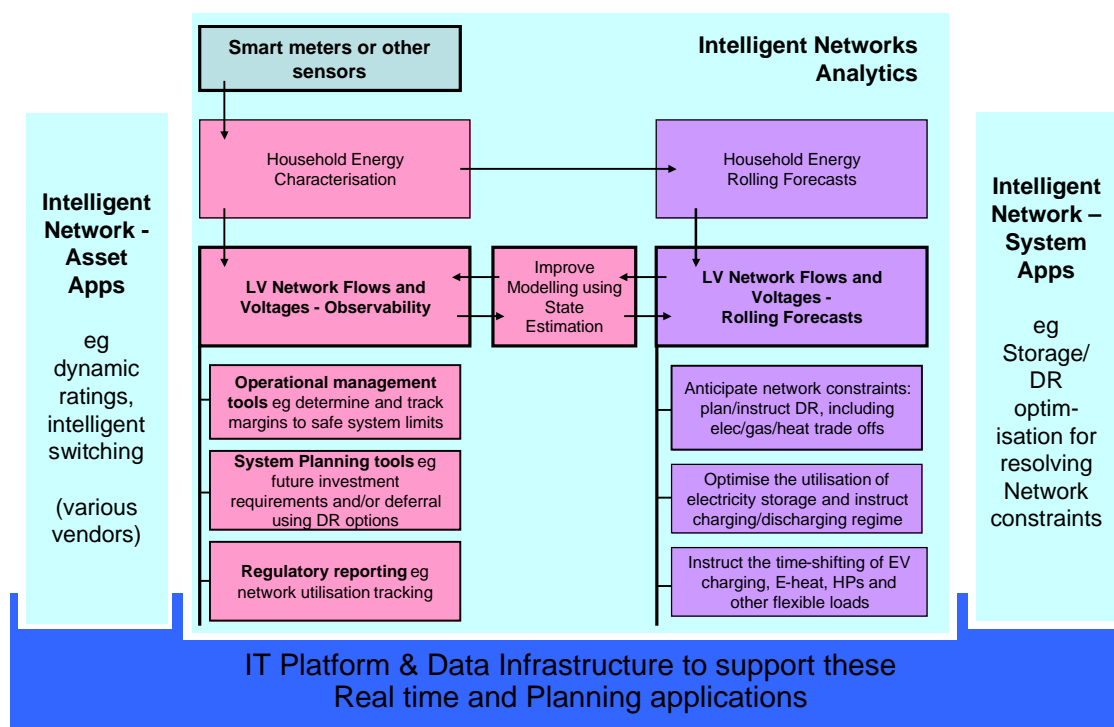 Smart meters or other
sensors
Intelligent Networks
Analytics
Household Energy
Characterisation
Household Energy
Rolling Forecasts
Intelligent
Network -
Asset
Apps
eg
dynamic
ratings,
intelligent
switching
(various
vendors)
LV Network Flows and
Voltages - Observability
Improve
Modelling using
State
Estimation
LV Network Flows and
Voltages -
Rolling Forecasts
Operational management
tools eg determine and track
margins to safe system limits
System Planning tools eg
future investment
requirements and/or deferral
using DR options
Regulatory reporting eg
network utilisation tracking
Anticipate network constraints:
plan/instruct DR, including
elec/gas/heat trade offs
Optimise the utilisation of
electricity storage and instruct
charging/discharging regime
Instruct the time-shifting of EV
charging, E-heat, HPs and
other flexible loads
Intelligent
Network –
System
Apps
eg
Storage/
DR
optim-
isation for
resolving
Network
constraints
IT Platform & Data Infrastructure to support these
Real time and Planning applications